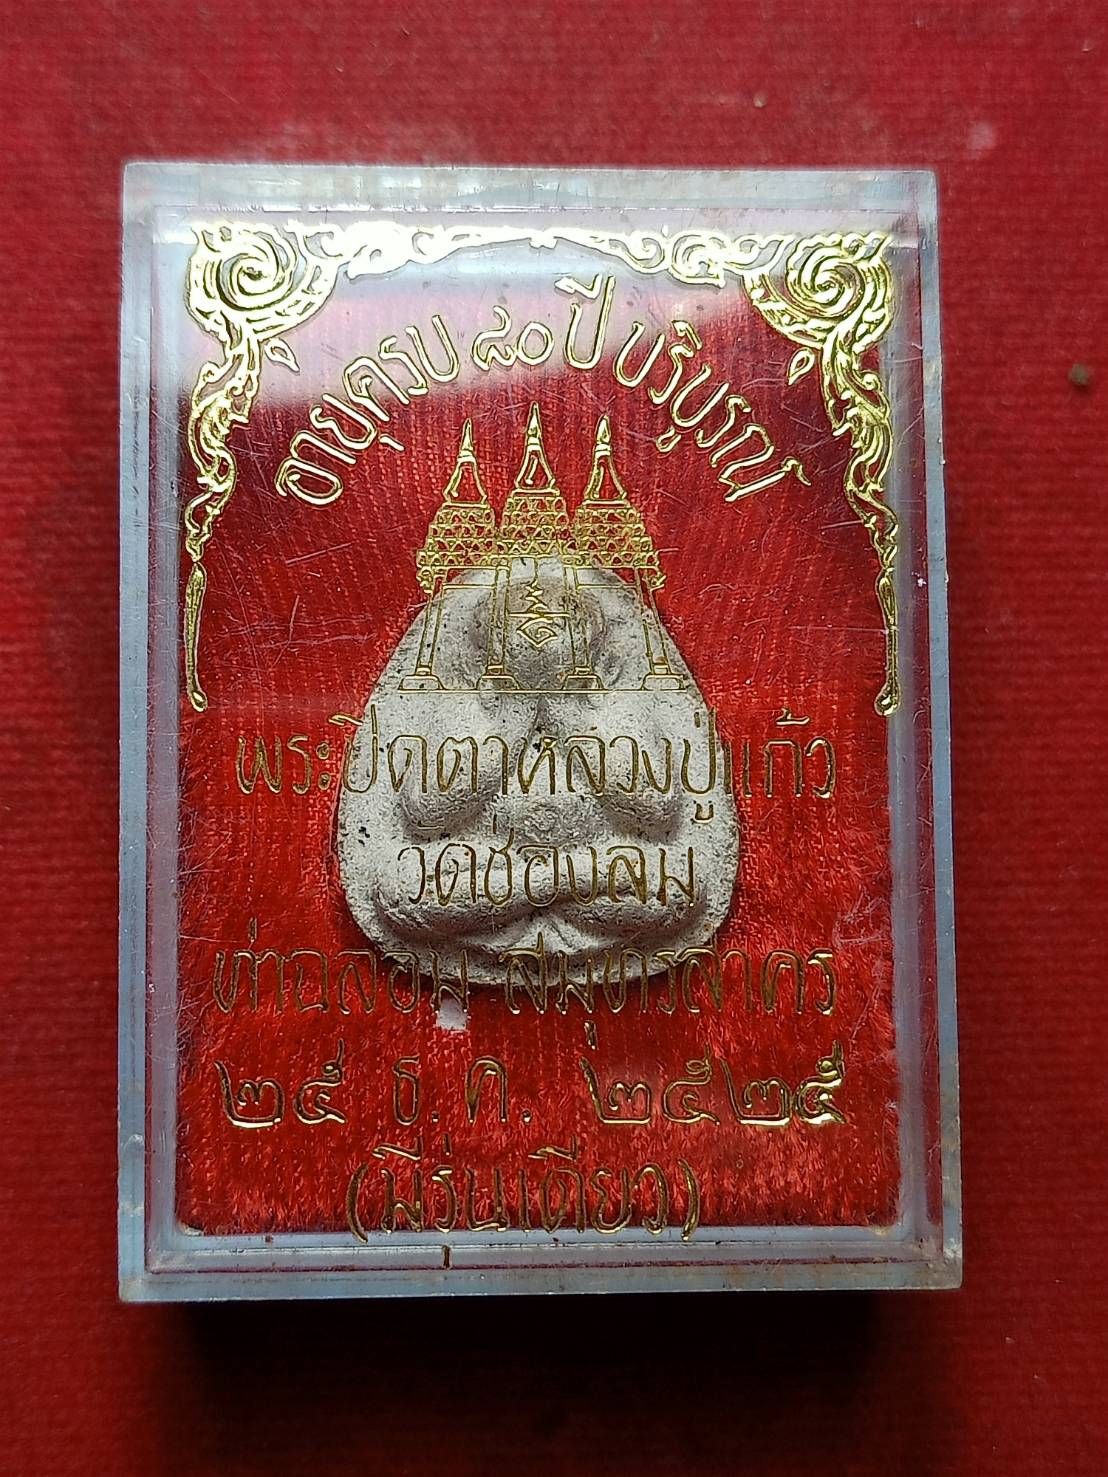 อายุครบ ๘๐ ปี บริบูรณ์
พระปิดตาหลวงปู่แก้ว
วัดช่องลม
ท่าฉลอม สมุทรสาคร
๒๕ ธ.ค. ๒๕๒๕
(มีรุ่นเดียว)